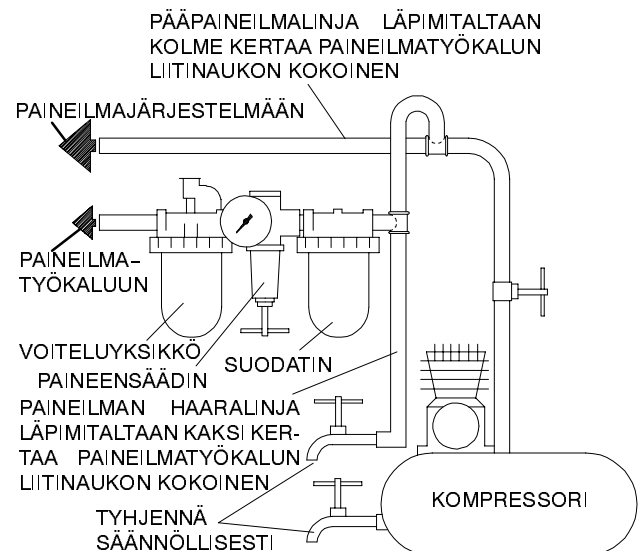 PÄÄPAINEILMALINJA LÄPIMITALTAAN
KOLME KERTAA PAINEILMATYÖKALUN
LIITINAUKON KOKOINEN
PAINEILMAJÄRJESTELMÄÄN
PAINEILMA-
TYÖKALUUN
VOITELUYKSIKKÖ
SUODATIN
PAINEENSÄÄDIN
PAINEILMAN HAARALINJA
LÄPIMITALTAAN KAKSI KER-
TAA PAINEILMATYÖKALUN
LIITINAUKON KOKOINEN
KOMPRESSORI
TYHJENNÄ
SÄÄNNÖLLISESTI